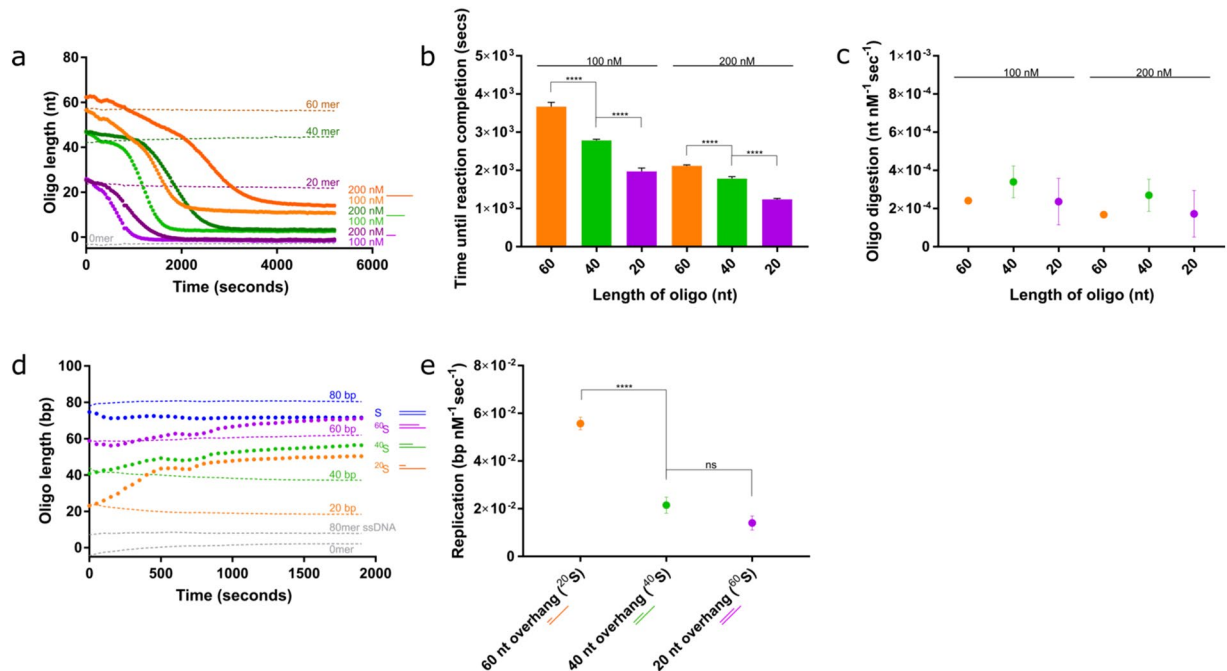 a
Oligo length (nt)
80
60
40
20
0
60 mer
40 mer
20 mer
0mer
200 nM
100 nM
200 nM
100 nM
200 nM
100 nM
0
2000
4000
6000
Time (seconds)
b
Time until reaction completion (secs)
5×10³
4×10³
3×10³
2×10³
1×10³
0
100 nM
200 nM
****
****
****
****
60
40
20
60
40
20
Length of oligo (nt)
c
Oligo digestion (nt nM⁻¹sec⁻¹)
1×10⁻³
8×10⁻⁴
6×10⁻⁴
4×10⁻⁴
2×10⁻⁴
0
100 nM
200 nM
60
40
20
60
40
20
Length of oligo (nt)
d
Oligo length (bp)
100
80
60
40
20
0
80 bp
60 bp
40 bp
20 bp
80mer ssDNA
0mer
S
⁶⁰S
⁴⁰S
²⁰S
0
500
1000
1500
2000
Time (seconds)
e
Replication (bp nM⁻¹sec⁻¹)
8×10⁻²
6×10⁻²
4×10⁻²
2×10⁻²
0
****
ns
60 nt overhang (²⁰S)
40 nt overhang (⁴⁰S)
20 nt overhang (⁶⁰S)